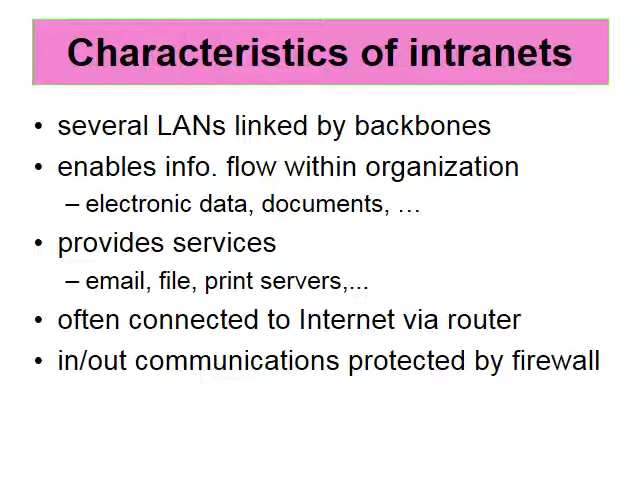 Characteristics of intranets
• several LANs linked by backbones
• enables info. flow within organization
– electronic data, documents, …
• provides services
– email, file, print servers,...
• often connected to Internet via router
• in/out communications protected by firewall